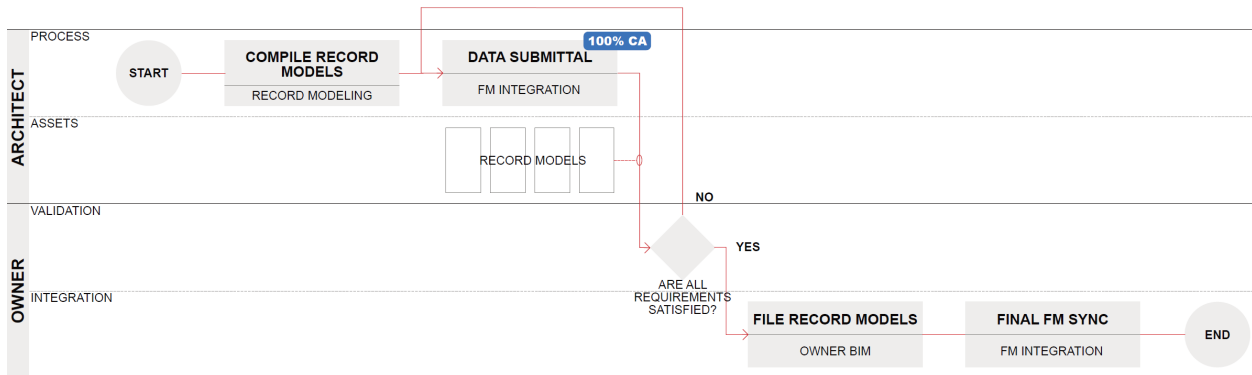 ARCHITECT
PROCESS
START
COMPILE RECORD
MODELS
RECORD MODELING
100% CA
DATA SUBMITTAL
FM INTEGRATION
ASSETS
RECORD MODELS
OWNER
VALIDATION
NO
YES
ARE ALL
REQUIREMENTS
SATISFIED?
INTEGRATION
FILE RECORD MODELS
OWNER BIM
FINAL FM SYNC
FM INTEGRATION
END